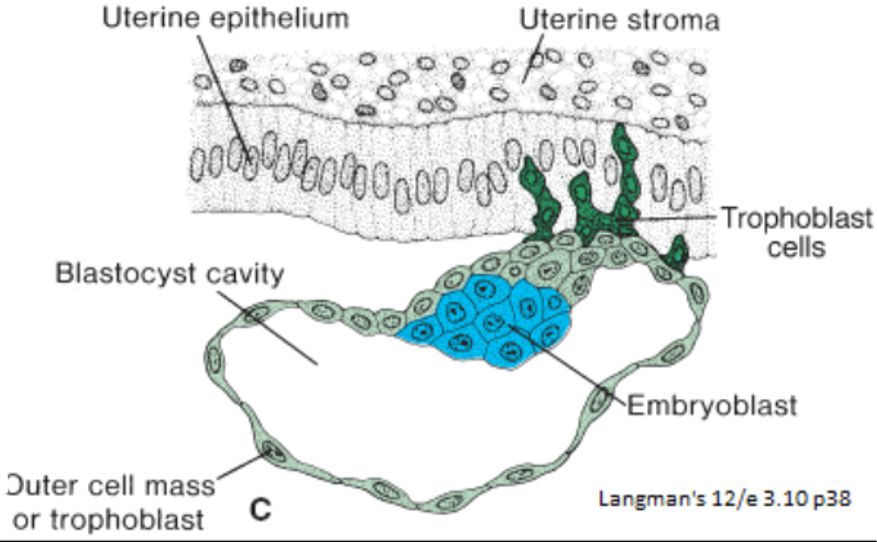 Uterine epithelium
Uterine stroma
Trophoblast
cells
Blastocyst cavity
Embryoblast
Outer cell mass
or trophoblast
C
Langman's 12/e 3.10 p38